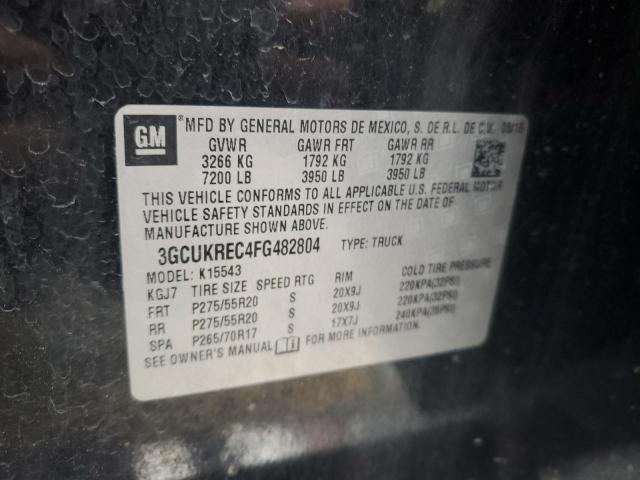 GM ® MFD BY GENERAL MOTORS DE MEXICO, S. DE R.L. DE C.V.
GVWR GAWR FRT GAWR RR
3266 KG 1792 KG 1792 KG
7200 LB 3950 LB 3950 LB
THIS VEHICLE CONFORMS TO ALL APPLICABLE U.S. FEDERAL MOTOR
VEHICLE SAFETY STANDARDS IN EFFECT ON THE DATE OF
MANUFACTURE SHOWN ABOVE.
3GCUKREC4FG482804 TYPE: TRUCK
MODEL: K15543
KGJ7 TIRE SIZE SPEED RTG RIM COLD TIRE PRESSURE
FRT P275/55R20 S 20X9J 220KPA(32PSI)
RR P275/55R20 S 20X9J 220KPA(32PSI)
SPA P265/70R17 S 17X7J 240KPA(35PSI)
SEE OWNER'S MANUAL i FOR MORE INFORMATION.